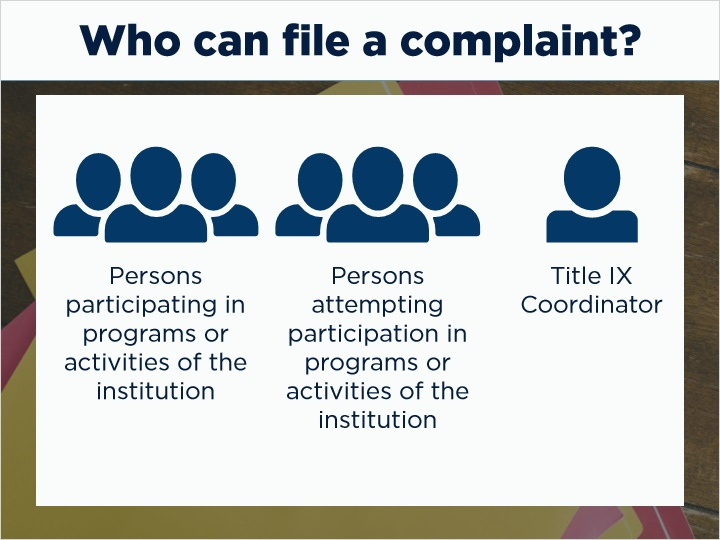 Who can file a complaint?
Persons
participating in
programs or
activities of the
institution
Persons
attempting
participation in
programs or
activities of the
institution
Title IX
Coordinator